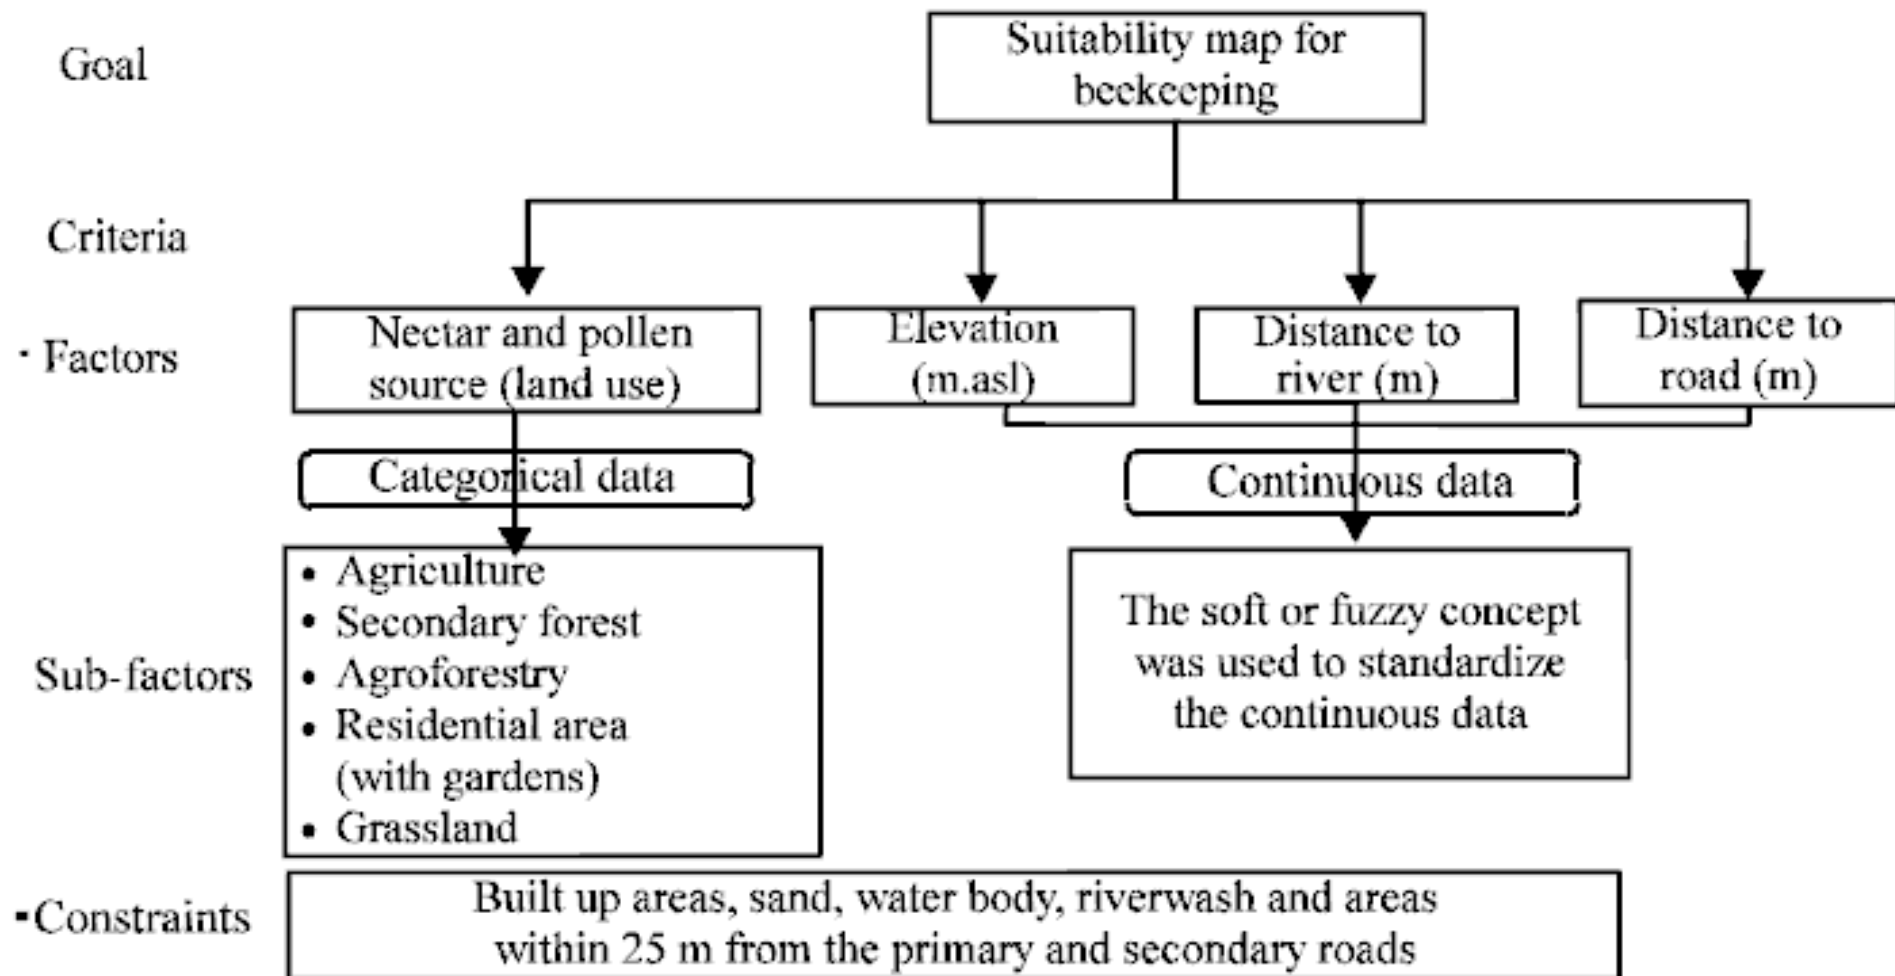 Goal
Suitability map for
beekeeping
Criteria
· Factors
Nectar and pollen
source (land use)
Elevation
(m.asl)
Distance to
river (m)
Distance to
road (m)
Categorical data
Continuous data
Sub-factors
• Agriculture
• Secondary forest
• Agroforestry
• Residential area
(with gardens)
• Grassland
The soft or fuzzy concept
was used to standardize
the continuous data
▪Constraints
Built up areas, sand, water body, riverwash and areas
within 25 m from the primary and secondary roads